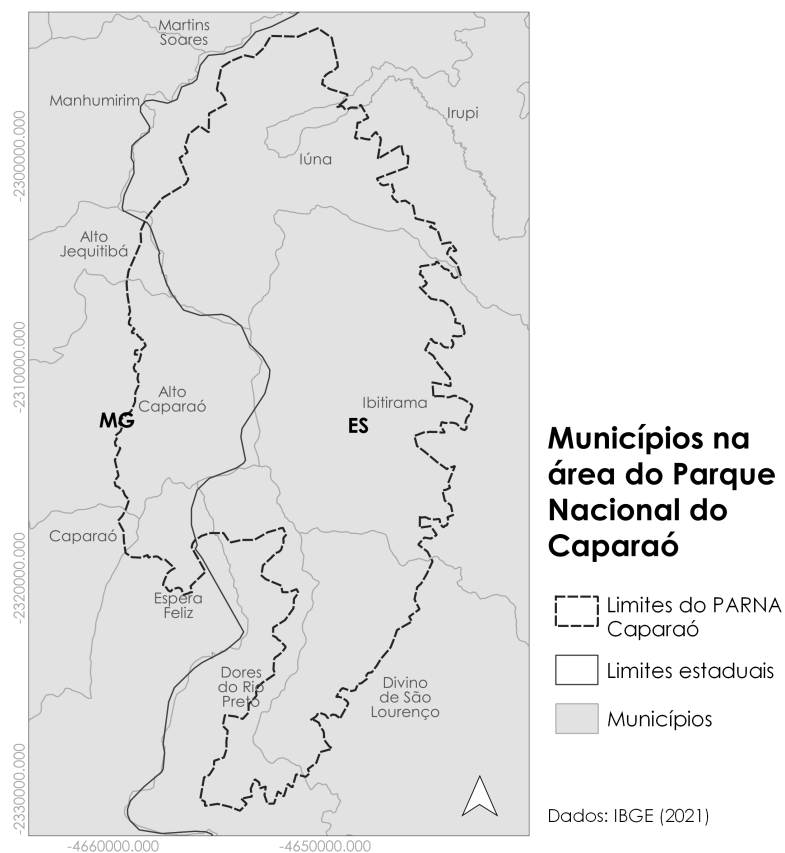 Martins
Soares
Manhumirim
Irupi
Iúna
Alto
Jequitibá
Alto
Caparaó
MG
Ibitirama
ES
Caparaó
Espera
Feliz
Dores
do Rio
Preto
Divino
de São
Lourenço
-2300000.000
-2310000.000
-2320000.000
-2330000.000
-4660000.000
-4650000.000
Municípios na
área do Parque
Nacional do
Caparaó
Limites do PARNA
Caparaó
Limites estaduais
Municípios
Dados: IBGE (2021)